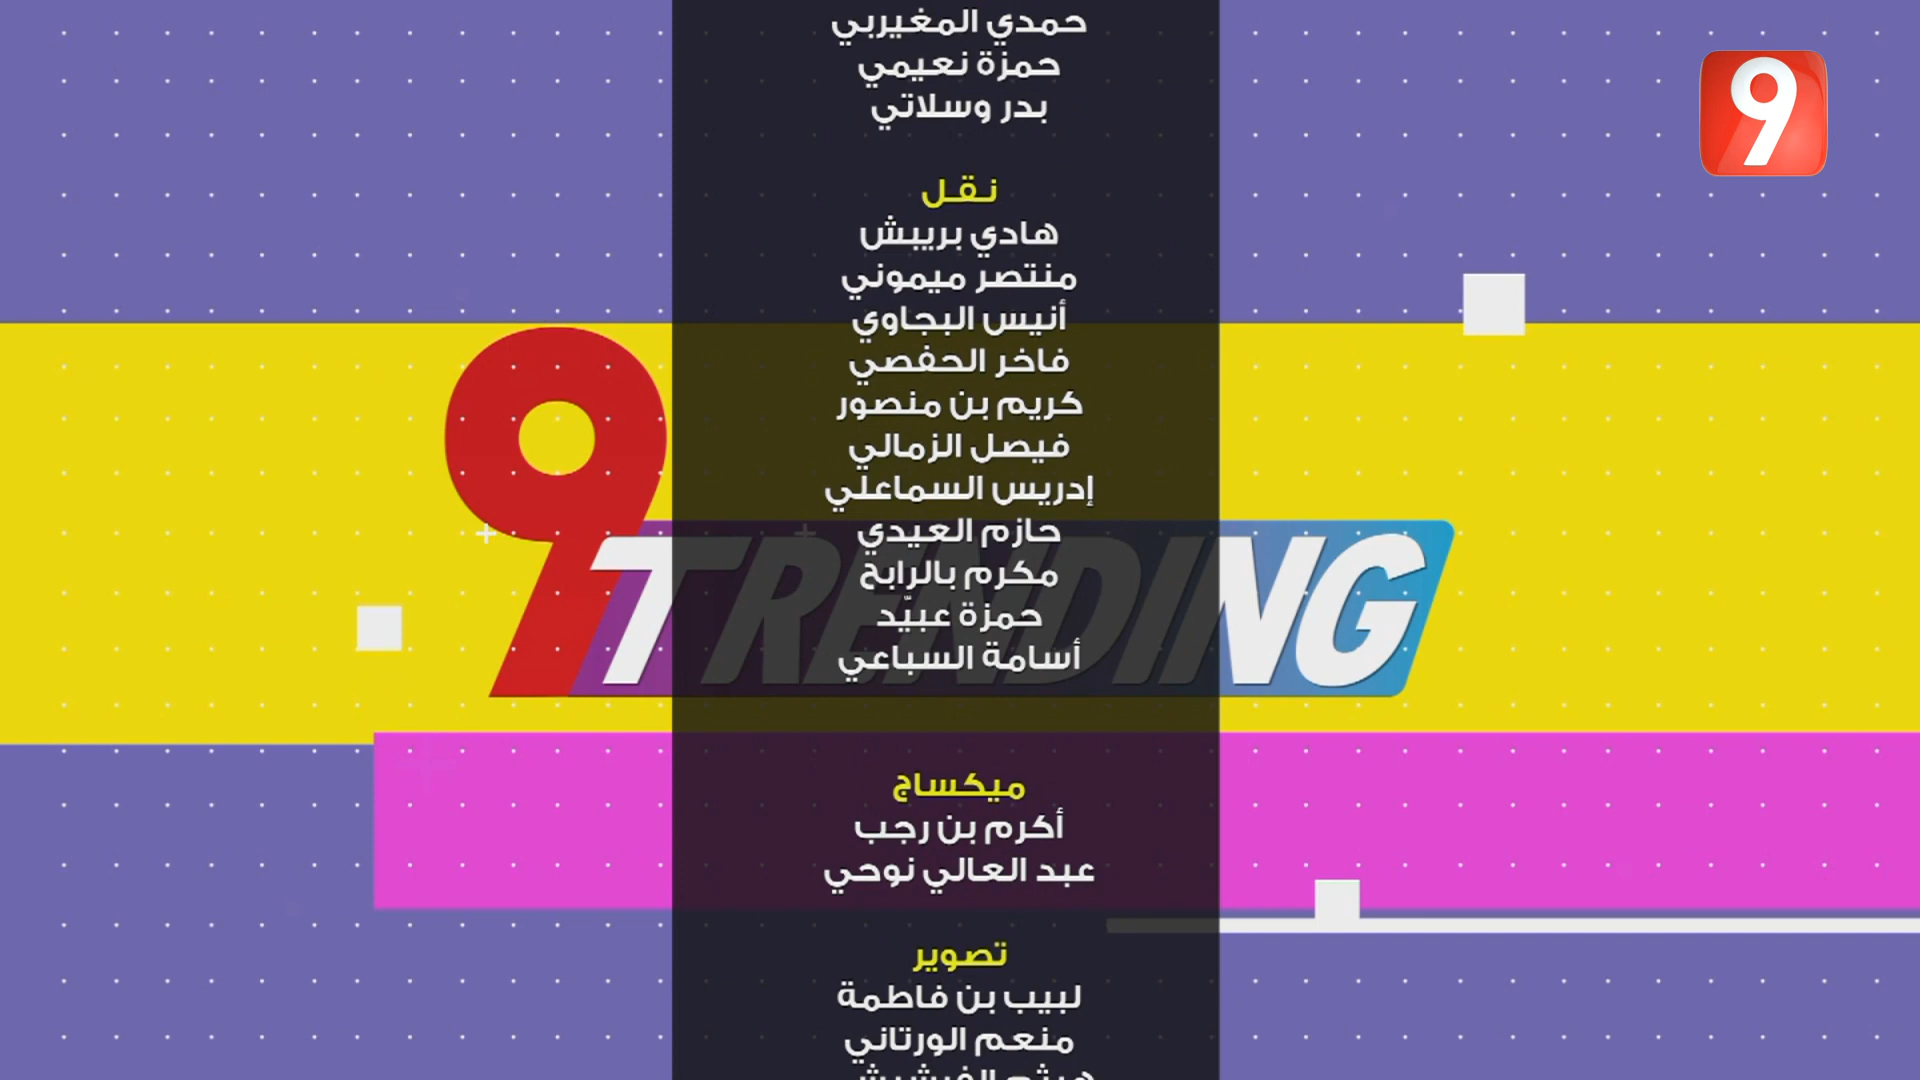 حمدي المغيربي
حمزة نعيمي
بدر وسلاتي
9
نقل
هادي بريبش
منتصر ميموني
أنيس البجاوي
فاخر الحفصي
كريم بن منصور
فيصل الزمالي
إدريس السماعلي
حازم العيدي
مكرم بالرابح
حمزة عبيّد
أسامة السباعي
9 TRENDING
ميكساج
أكرم بن رجب
عبد العالي نوحي
تصوير
لبيب بن فاطمة
منعم الورتاني